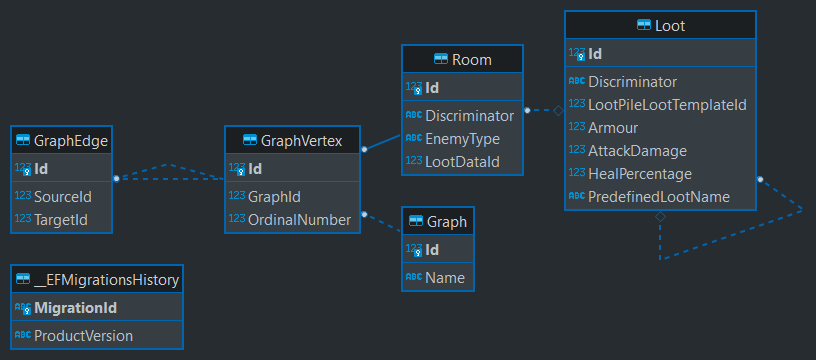 GraphEdge
123 Id
123 SourceId
123 TargetId
GraphVertex
123 Id
123 GraphId
123 OrdinalNumber
Room
123 Id
ABC Discriminator
ABC EnemyType
123 LootDataId
Loot
123 Id
ABC Discriminator
123 LootPileLootTemplateId
123 Armour
123 AttackDamage
123 HealPercentage
ABC PredefinedLootName
Graph
123 Id
ABC Name
__EFMigrationsHistory
ABC MigrationId
ABC ProductVersion